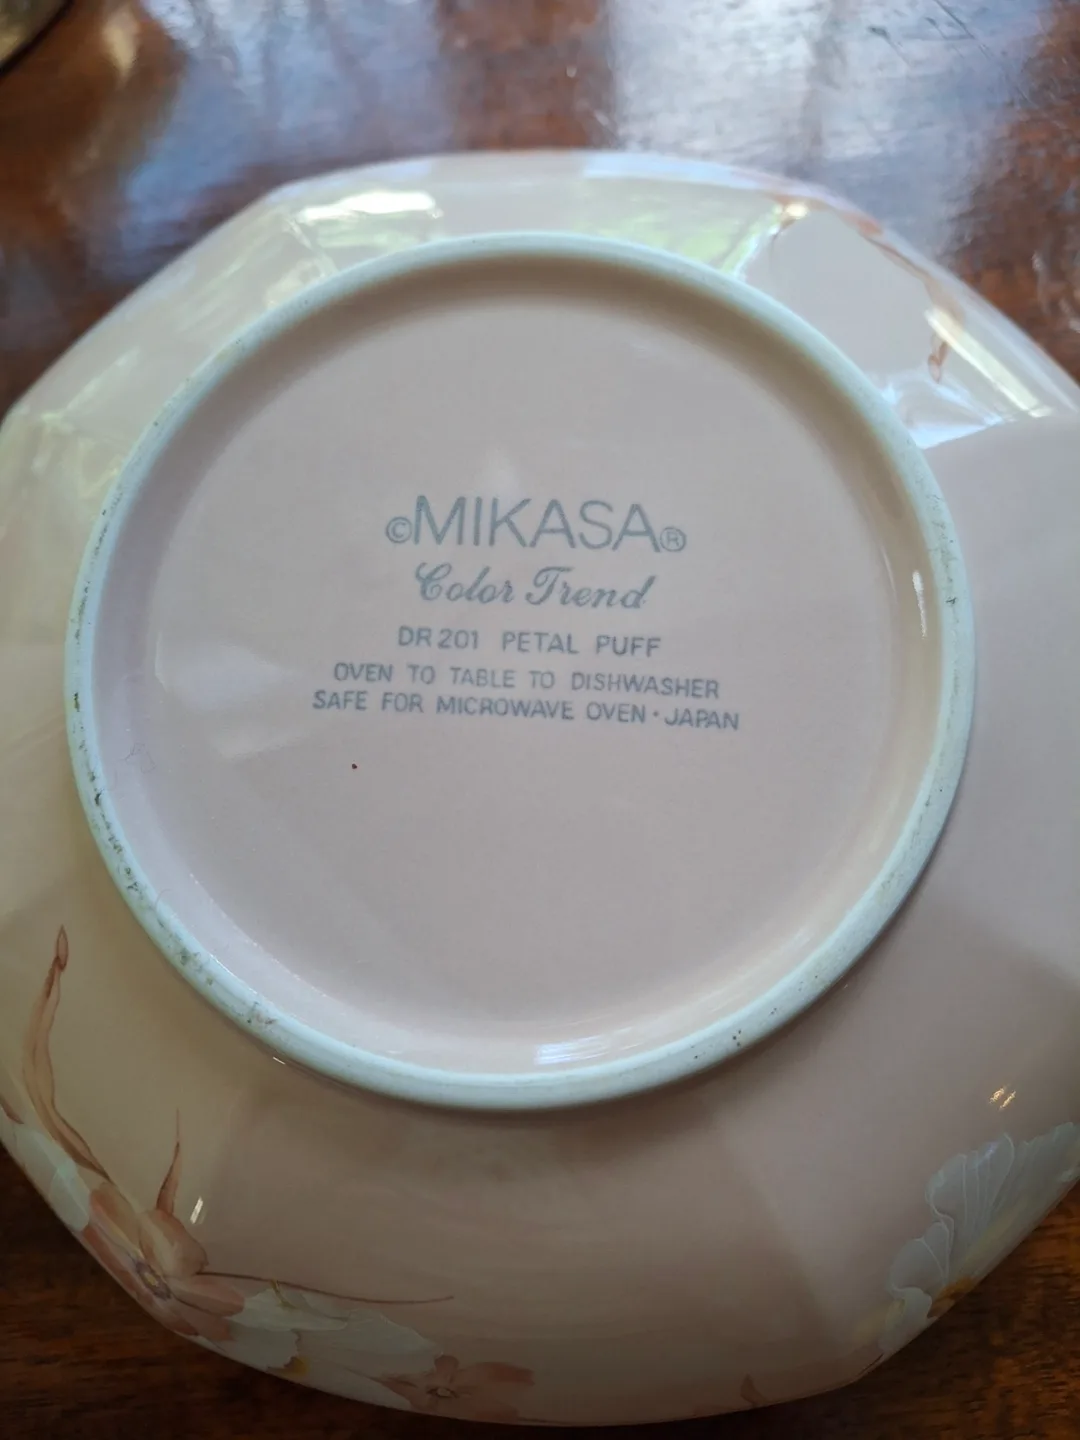 ©MIKASA®
Color Trend
DR201 PETAL PUFF
OVEN TO TABLE TO DISHWASHER
SAFE FOR MICROWAVE OVEN · JAPAN